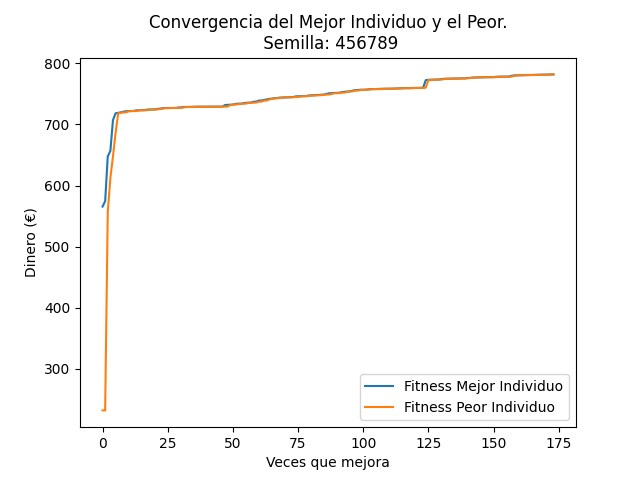 Convergencia del Mejor Individuo y el Peor.
Semilla: 456789
800
700
600
500
400
300
Dinero (€)
0 25 50 75 100 125 150 175
Veces que mejora
Fitness Mejor Individuo
Fitness Peor Individuo